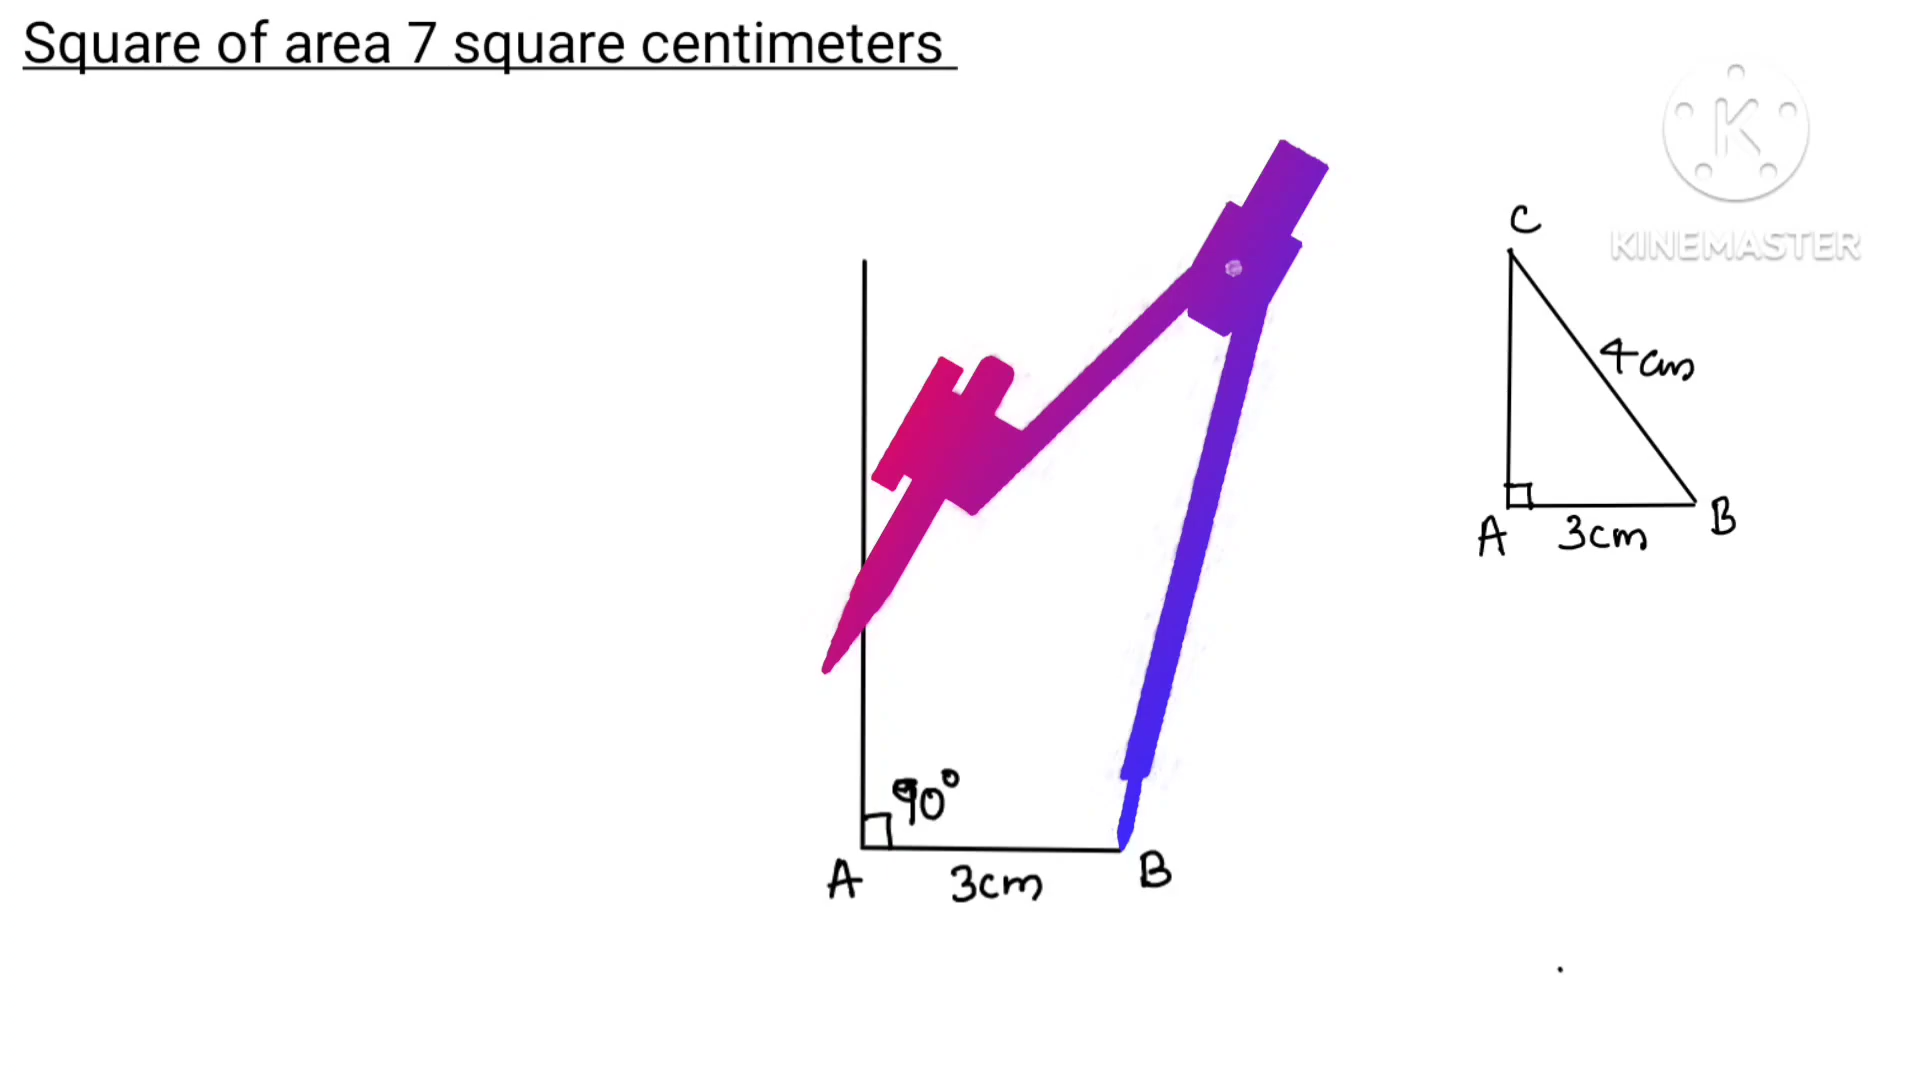 Square of area 7 square centimeters
K
KINEMASTER
C
4cm
A 3cm B
90°
A 3cm B